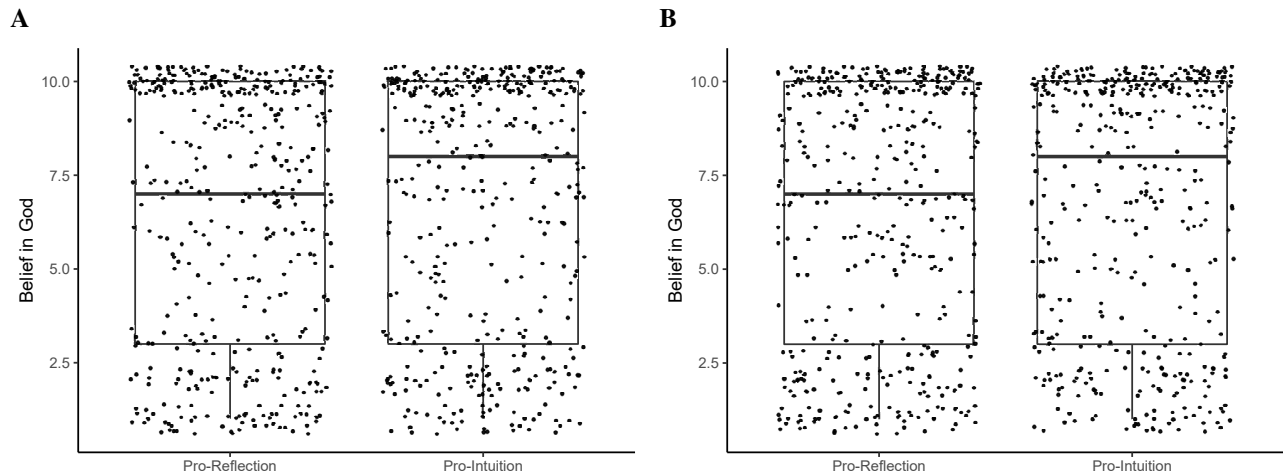 A
Belief in God
10.0
7.5
5.0
2.5
Pro-Reflection
Pro-Intuition
B
Belief in God
10.0
7.5
5.0
2.5
Pro-Reflection
Pro-Intuition